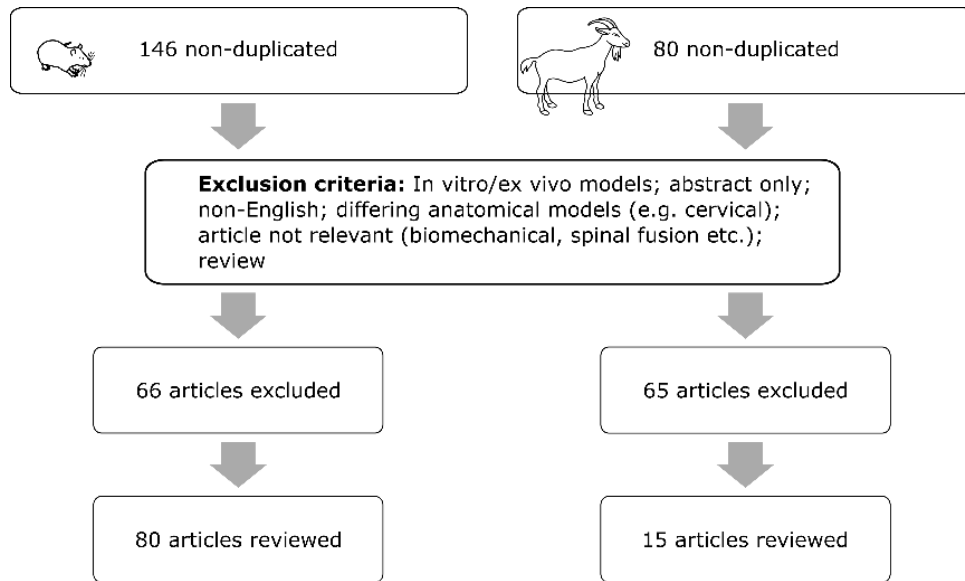 146 non-duplicated
80 non-duplicated
Exclusion criteria: In vitro/ex vivo models; abstract only;
non-English; differing anatomical models (e.g. cervical);
article not relevant (biomechanical, spinal fusion etc.);
review
66 articles excluded
65 articles excluded
80 articles reviewed
15 articles reviewed